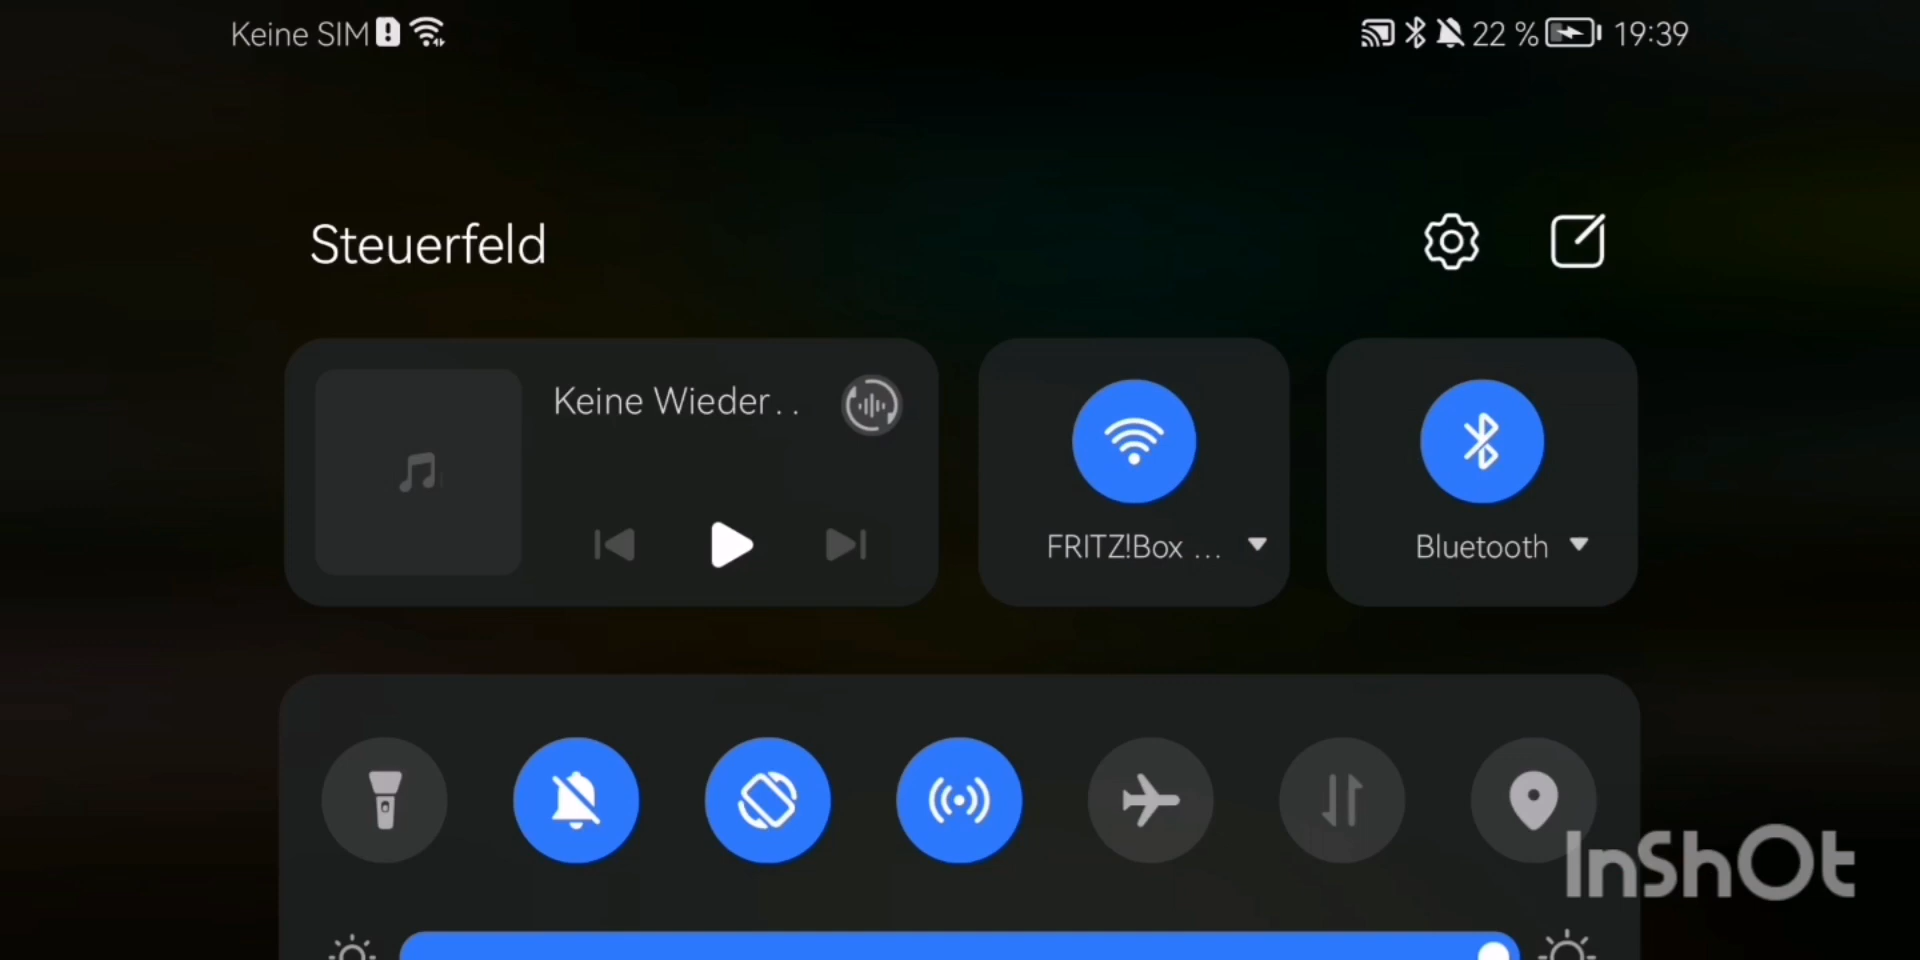 Keine SIM 22 % 19:39
Steuerfeld
Keine Wieder...
FRITZ!Box ...
Bluetooth
InShOt